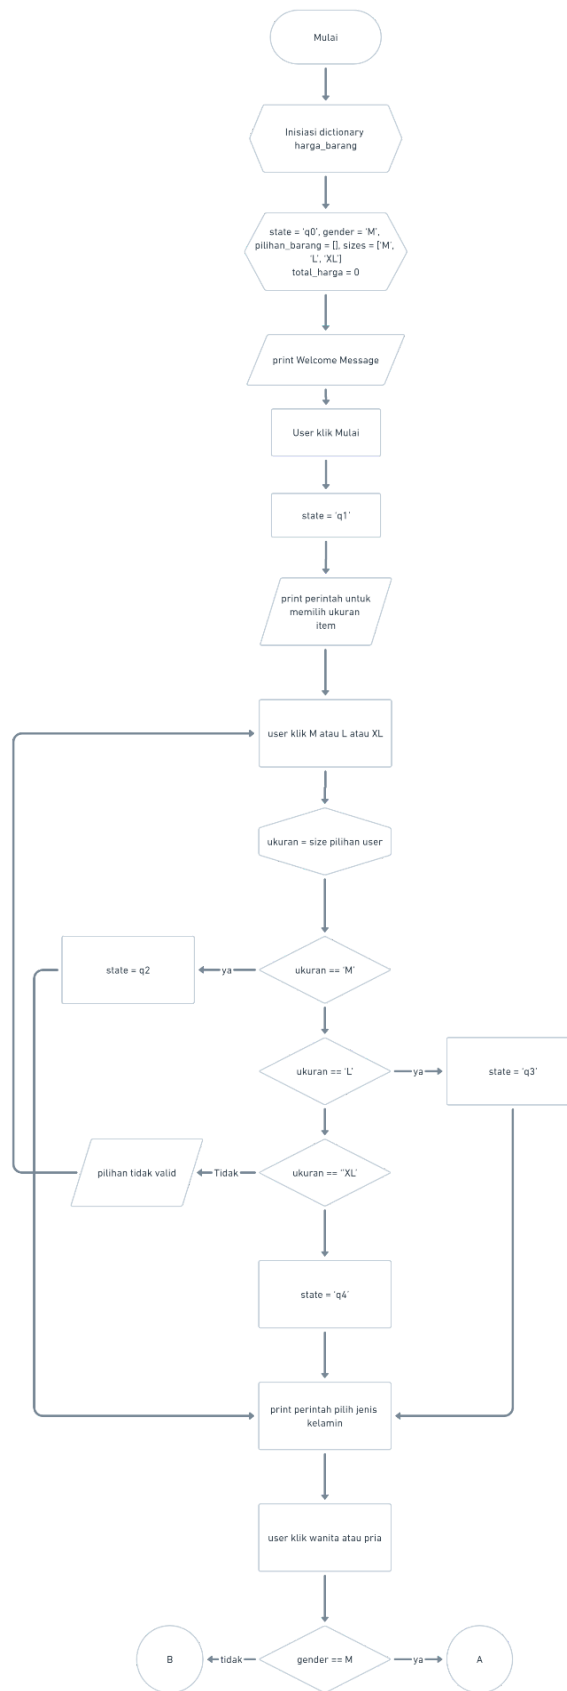 Mulai
Inisiasi dictionary
harga_barang
state = 'q0', gender = 'M',
pilihan_barang = [], sizes = ['M',
'L', 'XL']
total_harga = 0
print Welcome Message
User klik Mulai
state = 'q1'
print perintah untuk
memilih ukuran
item
user klik M atau L atau XL
ukuran = size pilihan user
state = q2
ya
ukuran == 'M'
ukuran == 'L'
ya
state = 'q3'
pilihan tidak valid
Tidak
ukuran == "XL'
state = 'q4'
print perintah pilih jenis
kelamin
user klik wanita atau pria
B
tidak
gender == M
ya
A